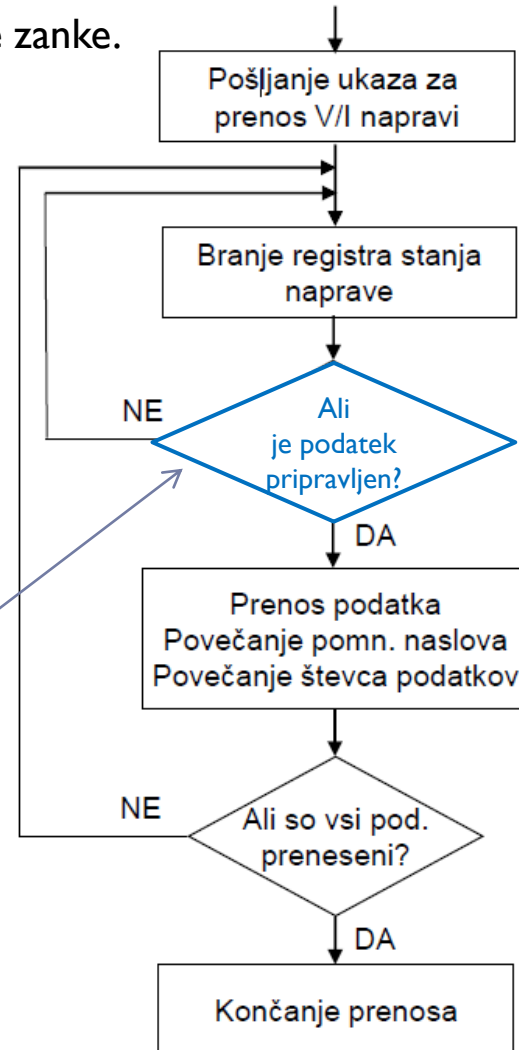 e zanke.
Pošljanje ukaza za
prenos V/I napravi
Branje registra stanja
naprave
NE
Ali
je podatek
pripravljen?
DA
Prenos podatka
Povečanje pomn. naslova
Povečanje števca podatkov
NE
Ali so vsi pod.
preneseni?
DA
Končanje prenosa